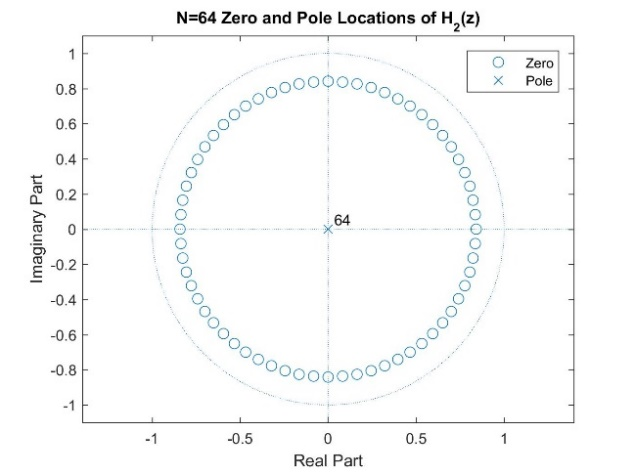 N=64 Zero and Pole Locations of H2(z)
Zero
Pole
1
0.8
0.6
0.4
0.2
0
-0.2
-0.4
-0.6
-0.8
-1
64
Imaginary Part
-1 -0.5 0 0.5 1
Real Part